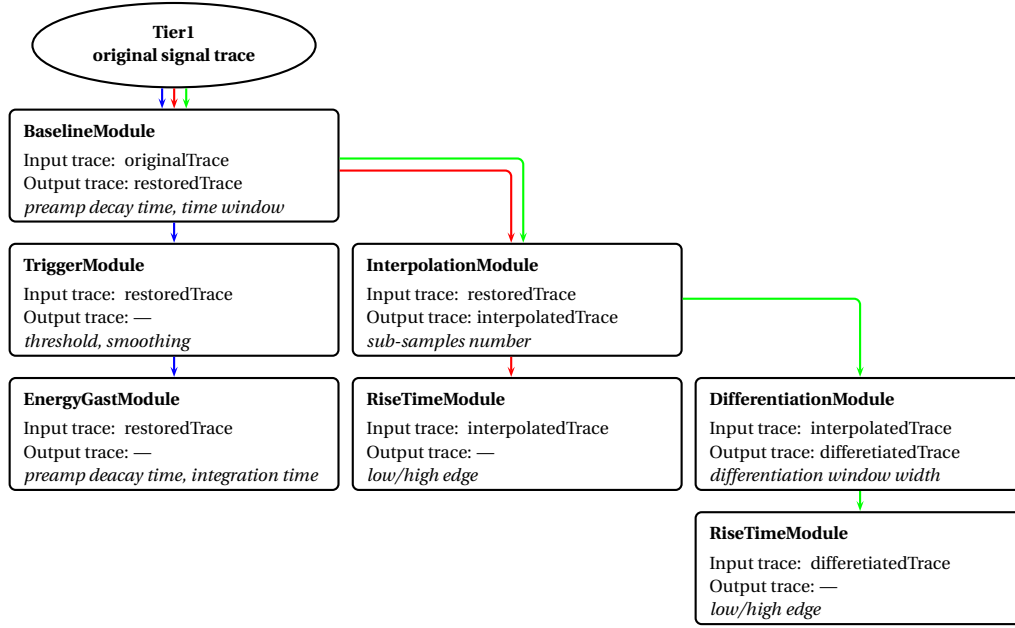 Tier1
original signal trace
BaselineModule
Input trace: originalTrace
Output trace: restoredTrace
preamp decay time, time window
TriggerModule
Input trace: restoredTrace
Output trace: —
threshold, smoothing
InterpolationModule
Input trace: restoredTrace
Output trace: interpolatedTrace
sub-samples number
EnergyGastModule
Input trace: restoredTrace
Output trace: —
preamp deacay time, integration time
RiseTimeModule
Input trace: interpolatedTrace
Output trace: —
low/high edge
DifferentiationModule
Input trace: interpolatedTrace
Output trace: differetiatedTrace
differentiation window width
RiseTimeModule
Input trace: differetiatedTrace
Output trace: —
low/high edge